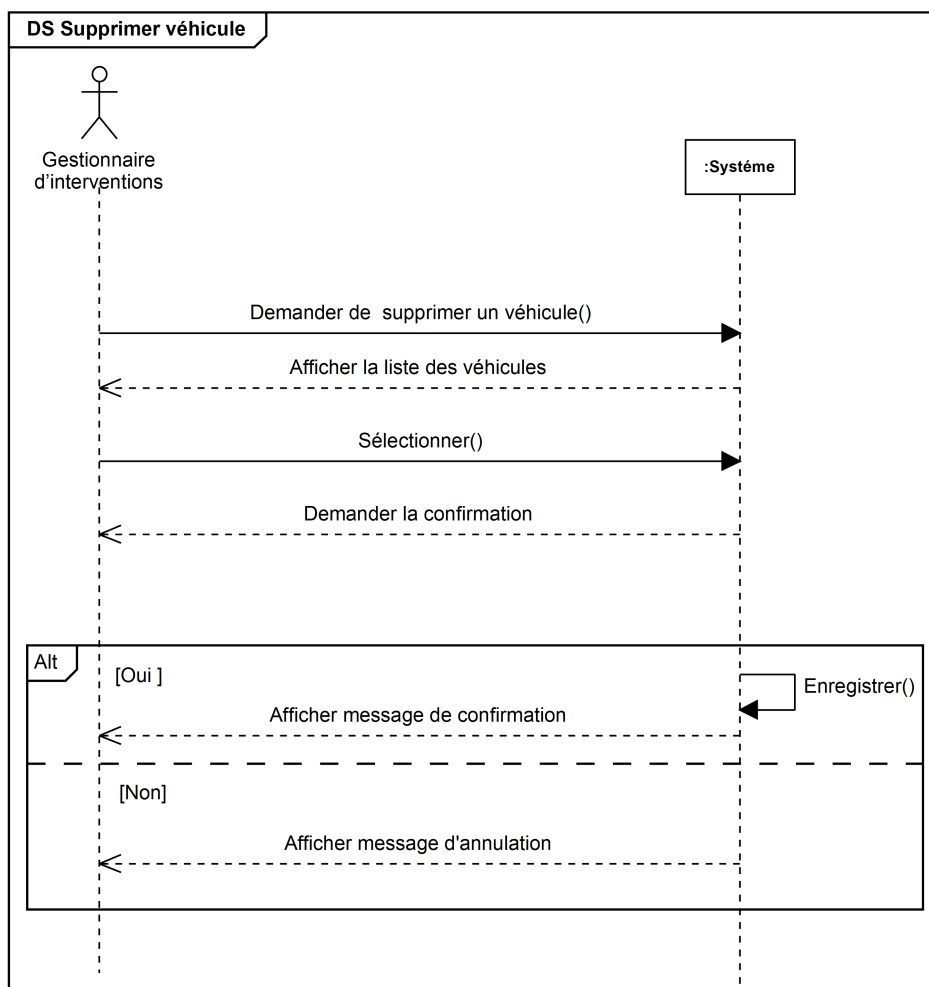 DS Supprimer véhicule
Gestionnaire
d'interventions
:Systéme
Demander de  supprimer un véhicule()
Afficher la liste des véhicules
Sélectionner()
Demander la confirmation
Alt
[Oui ]
Enregistrer()
Afficher message de confirmation
[Non]
Afficher message d'annulation